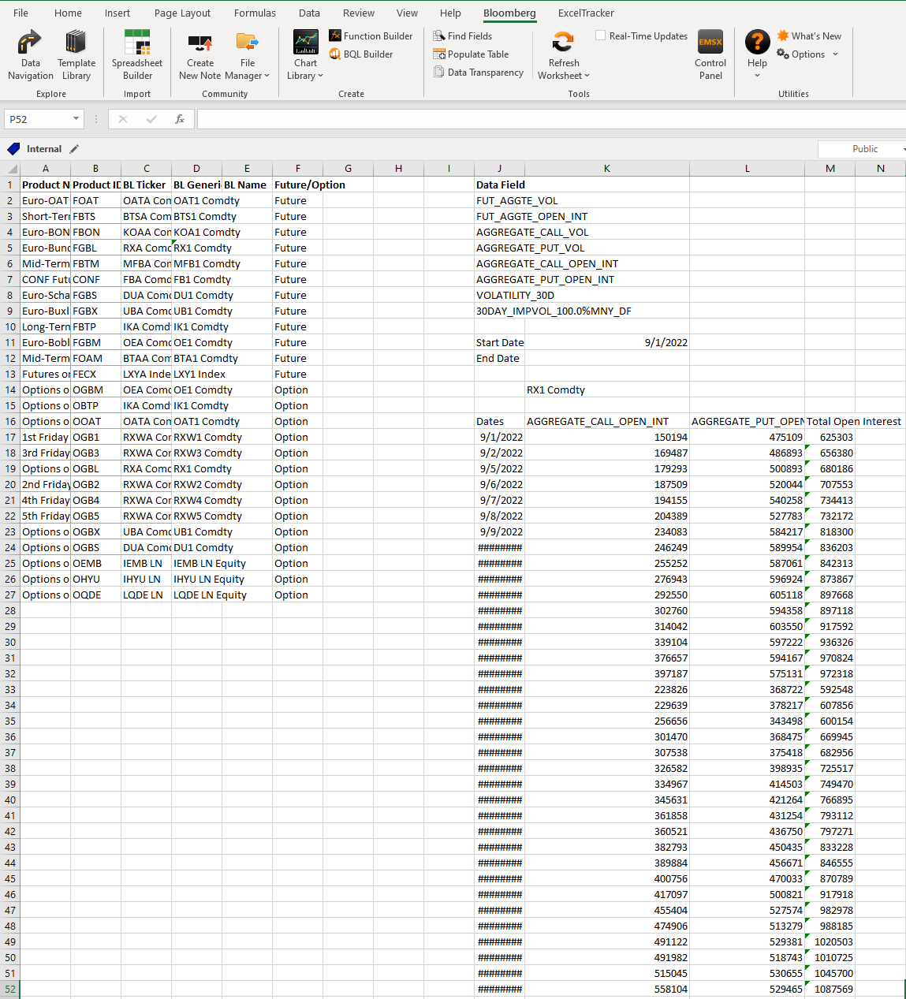 File Home Insert Page Layout Formulas Data Review View Help Bloomberg ExcelTracker
Data Navigation
Template Library
Explore
Spreadsheet Builder
Import
Create New Note
File Manager
Community
Chart Library
Function Builder
BQL Builder
Create
Find Fields
Populate Table
Data Transparency
Refresh Worksheet
Real-Time Updates
Tools
EMSX
Control Panel
Help
What's New
Options
Utilities
P52 fx
Internal Public
A B C D E F G H I J K L M N
1 Product N Product ID BL Ticker BL Generi BL Name Future/Option Data Field
2 Euro-OAT FOAT OATA Com OAT1 Comdty Future FUT_AGGTE_VOL
3 Short-Ter FBTS BTSA Com BTS1 Comdty Future FUT_AGGTE_OPEN_INT
4 Euro-BON FBON KOAA Com KOA1 Comdty Future AGGREGATE_CALL_VOL
5 Euro-Bund FGBL RXA Comd RX1 Comdty Future AGGREGATE_PUT_VOL
6 Mid-Term FBTM MFBA Com MFB1 Comdty Future AGGREGATE_CALL_OPEN_INT
7 CONF Futu CONF FBA Comd FB1 Comdty Future AGGREGATE_PUT_OPEN_INT
8 Euro-Scha FGBS DUA Comd DU1 Comdty Future VOLATILITY_30D
9 Euro-Buxl FGBX UBA Comd UB1 Comdty Future 30DAY_IMPVOL_100.0%MNY_DF
10 Long-Term FBTP IKA Comd IK1 Comdty Future
11 Euro-Bobl FGBM OEA Comd OE1 Comdty Future Start Date 9/1/2022
12 Mid-Term FOAM BTAA Com BTA1 Comdty Future End Date
13 Futures or FECX LXYA Inde LXY1 Index Future
14 Options o OGBM OEA Comd OE1 Comdty Option RX1 Comdty
15 Options o OBTP IKA Comd IK1 Comdty Option
16 Options o OOAT OATA Com OAT1 Comdty Option Dates AGGREGATE_CALL_OPEN_INT AGGREGATE_PUT_OPEN Total Open Interest
17 1st Friday OGB1 RXWA Cor RXW1 Comdty Option 9/1/2022 150194 475109 625303
18 3rd Friday OGB3 RXWA Cor RXW3 Comdty Option 9/2/2022 169487 486893 656380
19 Options o OGBL RXA Comd RX1 Comdty Option 9/5/2022 179293 500893 680186
20 2nd Friday OGB2 RXWA Cor RXW2 Comdty Option 9/6/2022 187509 520044 707553
21 4th Friday OGB4 RXWA Cor RXW4 Comdty Option 9/7/2022 194155 540258 734413
22 5th Friday OGB5 RXWA Cor RXW5 Comdty Option 9/8/2022 204389 527783 732172
23 Options o OGBX UBA Comd UB1 Comdty Option 9/9/2022 234083 584217 818300
24 Options o OGBS DUA Comd DU1 Comdty Option ######## 246249 589954 836203
25 Options o OEMB IEMB LN IEMB LN Equity Option ######## 255252 587061 842313
26 Options o OHYU IHYU LN IHYU LN Equity Option ######## 276943 596924 873867
27 Options o OQDE LQDE LN LQDE LN Equity Option ######## 292550 605118 897668
28 ######## 302760 594358 897118
29 ######## 314042 603550 917592
30 ######## 339104 597222 936326
31 ######## 376657 594167 970824
32 ######## 397187 575131 972318
33 ######## 223826 368722 592548
34 ######## 229639 378217 607856
35 ######## 256656 343498 600154
36 ######## 301470 368475 669945
37 ######## 307538 375418 682956
38 ######## 326582 398935 725517
39 ######## 334967 414503 749470
40 ######## 345631 421264 766895
41 ######## 361858 431254 793112
42 ######## 360521 436750 797271
43 ######## 382793 450435 833228
44 ######## 389884 456671 846555
45 ######## 400756 470033 870789
46 ######## 417097 500821 917918
47 ######## 455404 527574 982978
48 ######## 474906 513279 988185
49 ######## 491122 529381 1020503
50 ######## 491982 518743 1010725
51 ######## 515045 530655 1045700
52 ######## 558104 529465 1087569